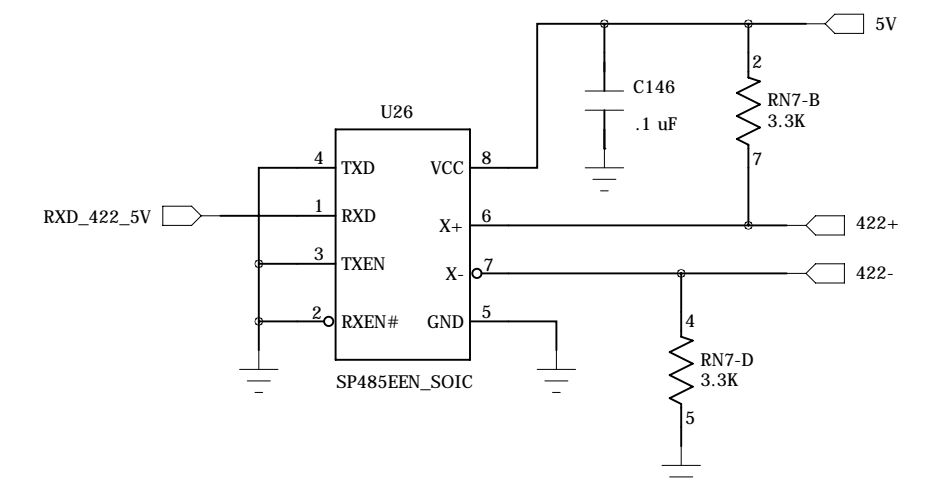 5V
2
C146
RN7-B
.1 uF
3.3K
U26
7
4
TXD
VCC
8
RXD_422_5V
1
RXD
X+
6
422+
3
TXEN
X-
7
422-
2
RXEN#
GND
5
4
SP485EEN_SOIC
RN7-D
3.3K
5